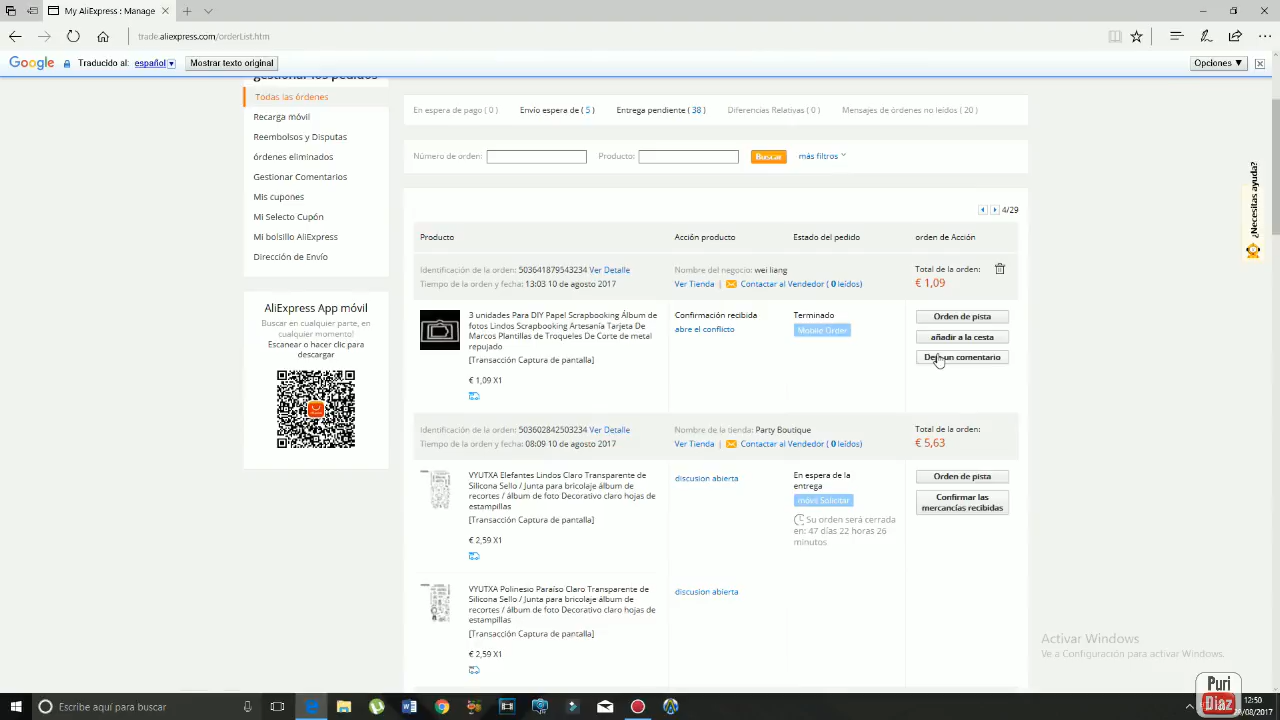 My AliExpress : Manage
trade.aliexpress.com/orderList.htm
Google Traducido al: español Mostrar texto original Opciones ▼
gestionar los pedidos
Todas las órdenes
Recarga móvil
Reembolsos y Disputas
órdenes eliminados
Gestionar Comentarios
Mis cupones
Mi Selecto Cupón
Mi bolsillo AliExpress
Dirección de Envío
AliExpress App móvil
Buscar en cualquier parte, en
cualquier momento!
Escanear o hacer clic para
descargar
En espera de pago ( 0 ) Envío espera de ( 5 ) Entrega pendiente ( 38 ) Diferencias Relativas ( 0 ) Mensajes de órdenes no leídos ( 20 )
Número de orden: Producto: Buscar más filtros
4/29
Producto Acción producto Estado del pedido orden de Acción
Identificación de la orden: 503641879543234 Ver Detalle Nombre del negocio: wei liang Total de la orden:
Tiempo de la orden y fecha: 13:03 10 de agosto 2017 Ver Tienda | Contactar al Vendedor ( 0 leídos) € 1,09
3 unidades Para DIY Papel Scrapbooking Álbum de
fotos Lindos Scrapbooking Artesanía Tarjeta De
Marcos Plantillas de Troqueles De Corte de metal
repujado
[Transacción Captura de pantalla]
€ 1,09 X1
Confirmación recibida
abre el conflicto
Terminado
Mobile Order
Orden de pista
añadir a la cesta
un comentario
Identificación de la orden: 503602842503234 Ver Detalle Nombre de la tienda: Party Boutique Total de la orden:
Tiempo de la orden y fecha: 08:09 10 de agosto 2017 Ver Tienda | Contactar al Vendedor ( 0 leídos) € 5,63
VYUTXA Elefantes Lindos Claro Transparente de
Silicona Sello / Junta para bricolaje álbum de
recortes / álbum de foto Decorativo claro hojas de
estampillas
[Transacción Captura de pantalla]
€ 2,59 X1
discusion abierta
En espera de la
entrega
móvil Solicitar
Su orden será cerrada
en: 47 días 22 horas 26
minutos
Orden de pista
Confirmar las
mercancías recibidas
VYUTXA Polinesio Paraíso Claro Transparente de
Silicona Sello / Junta para bricolaje álbum de
recortes / álbum de foto Decorativo claro hojas de
estampillas
[Transacción Captura de pantalla]
€ 2,59 X1
discusion abierta
¿Necesitas ayuda?
Activar Windows
Ve a Configuración para activar Windows.
Puri
Diaz
Escribe aquí para buscar
12:50
/08/2017